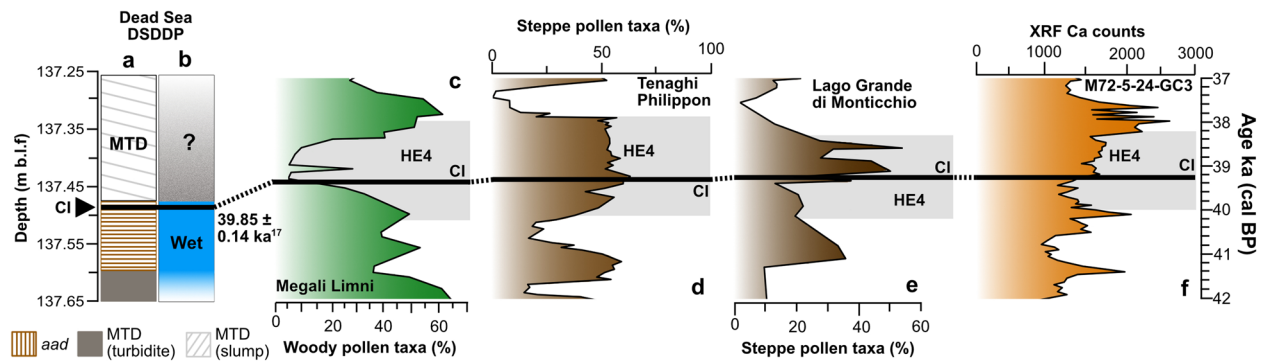 Dead Sea
DSDDP
a
b
Depth (m b.l.f)
137.25
137.35
137.45
137.55
137.65
CI
MTD
?
Wet
39.85 ±
0.14 ka17
aad
MTD
(turbidite)
MTD
(slump)
c
HE4
CI
Megali Limni
0
20
40
60
Woody pollen taxa (%)
Steppe pollen taxa (%)
0
50
100
Tenaghi
Philippon
HE4
CI
d
Lago Grande
di Monticchio
CI
HE4
e
0
20
40
60
Steppe pollen taxa (%)
XRF Ca counts
0
1000
2000
3000
M72-5-24-GC3
HE4
CI
f
37
38
39
40
41
42
Age ka (cal BP)